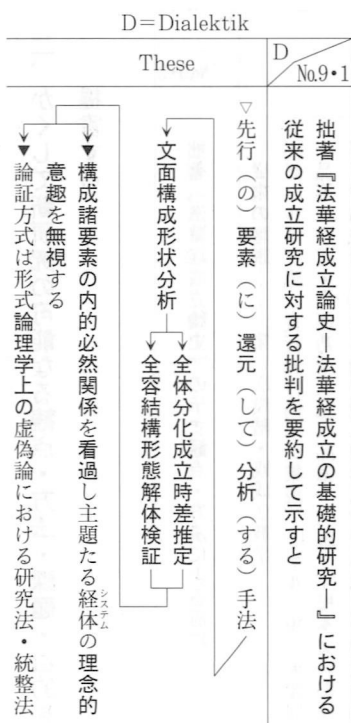 D=Dialektik
These
D
No.9・1
拙著『法華経成立論史―法華経成立の基礎的研究―』における
従来の成立研究に対する批判を要約して示すと
▽先行（の）要素（に）還元（して）分析（する）手法
文面構成形状分析
全体分化成立時差推定
全容結構形態解体検証
▼構成諸要素の内的必然関係を看過し主題たる経体の理念的
システム
意趣を無視する
▼論証方式は形式論理学上の虚偽論における研究法・統整法